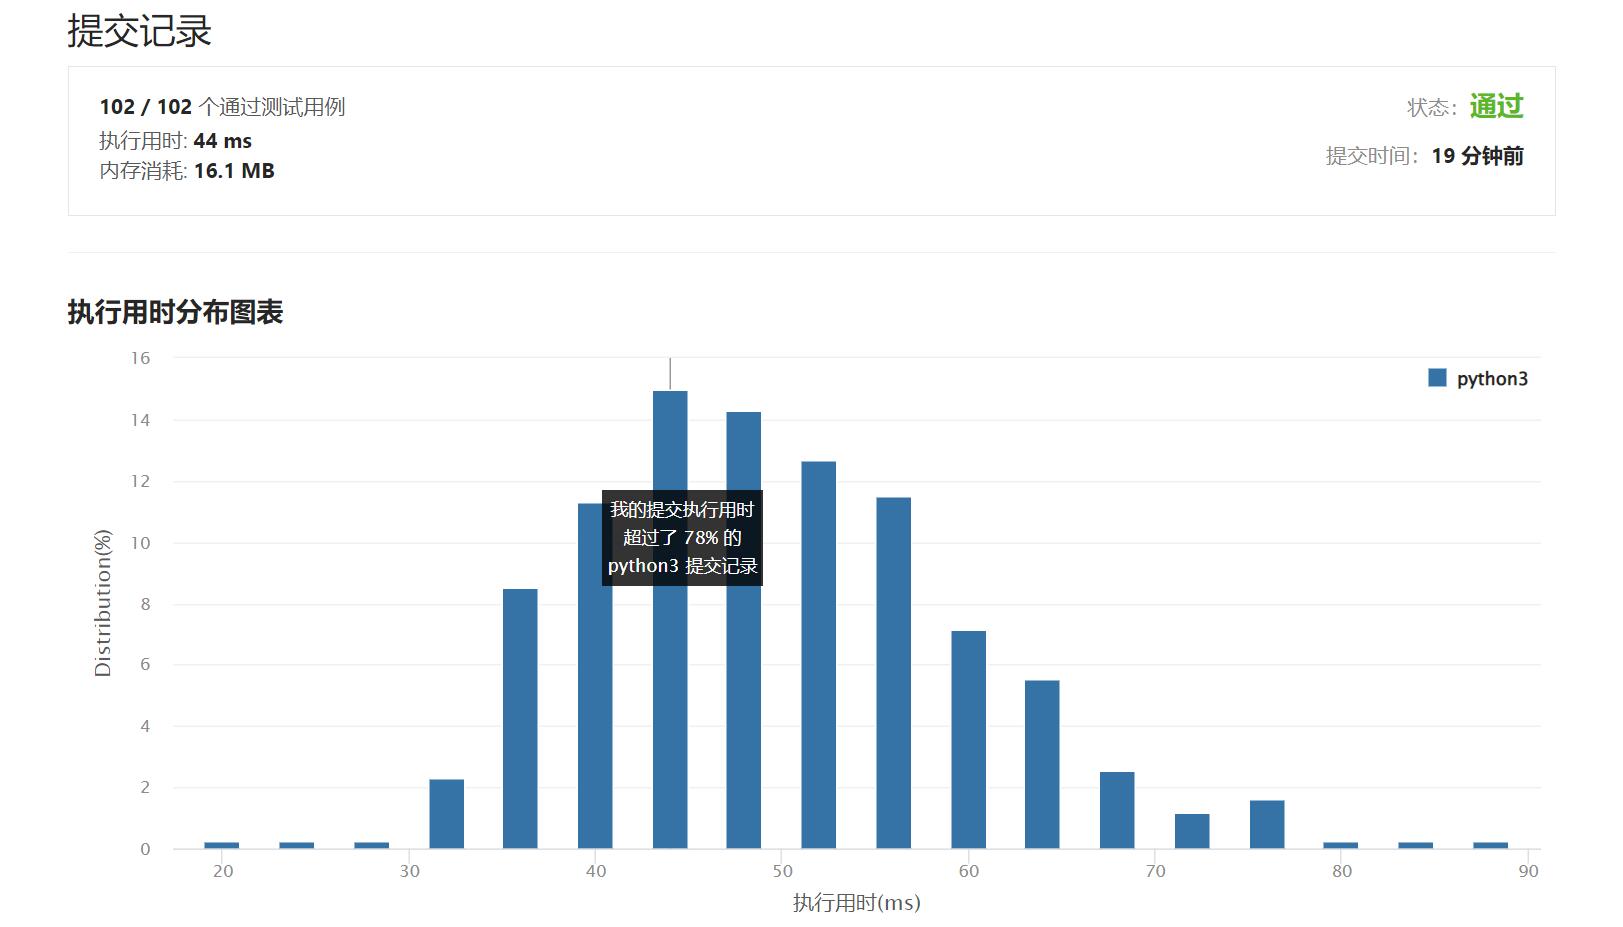 提交记录
102 / 102 个通过测试用例
状态：通过
执行用时: 44 ms
提交时间：19 分钟前
内存消耗: 16.1 MB
执行用时分布图表
python3
16
14
12
10
8
6
4
2
0
Distribution(%)
我的提交执行用时
超过了 78% 的
python3 提交记录
20 30 40 50 60 70 80 90
执行用时(ms)